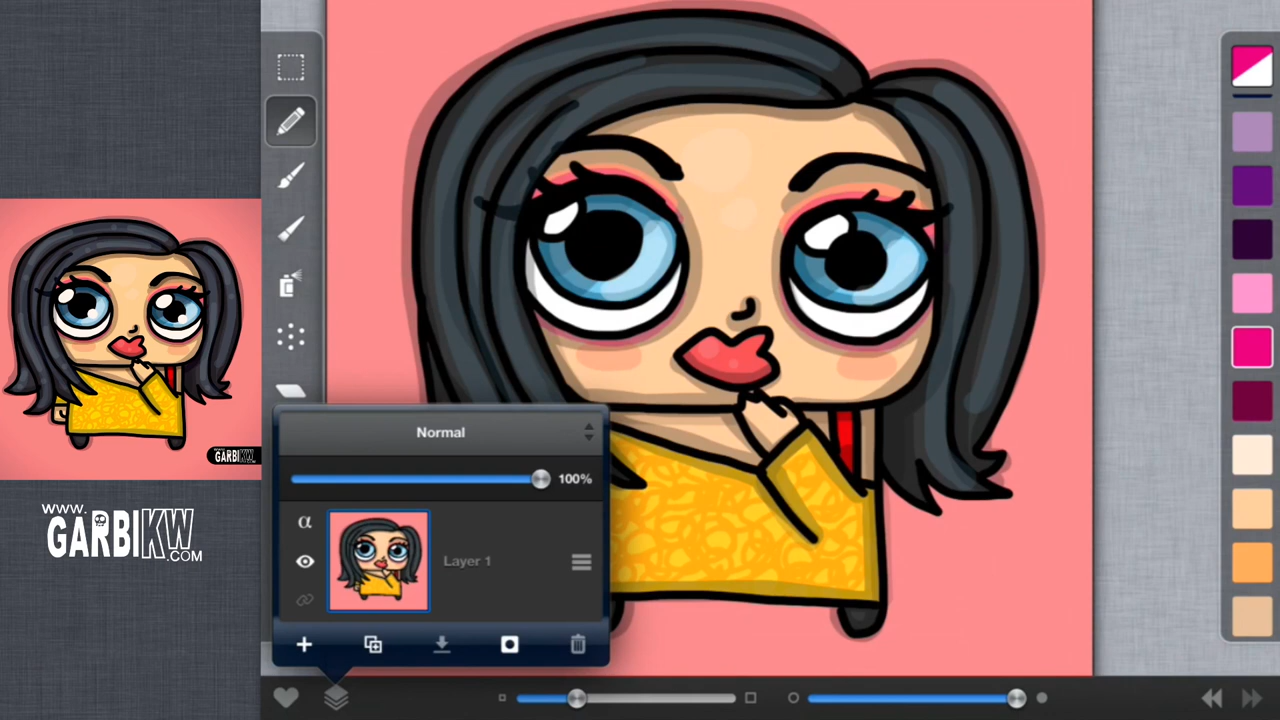 Normal
100%
α
Layer 1
GARBIKW
WWW.
GARBIKW
.COM